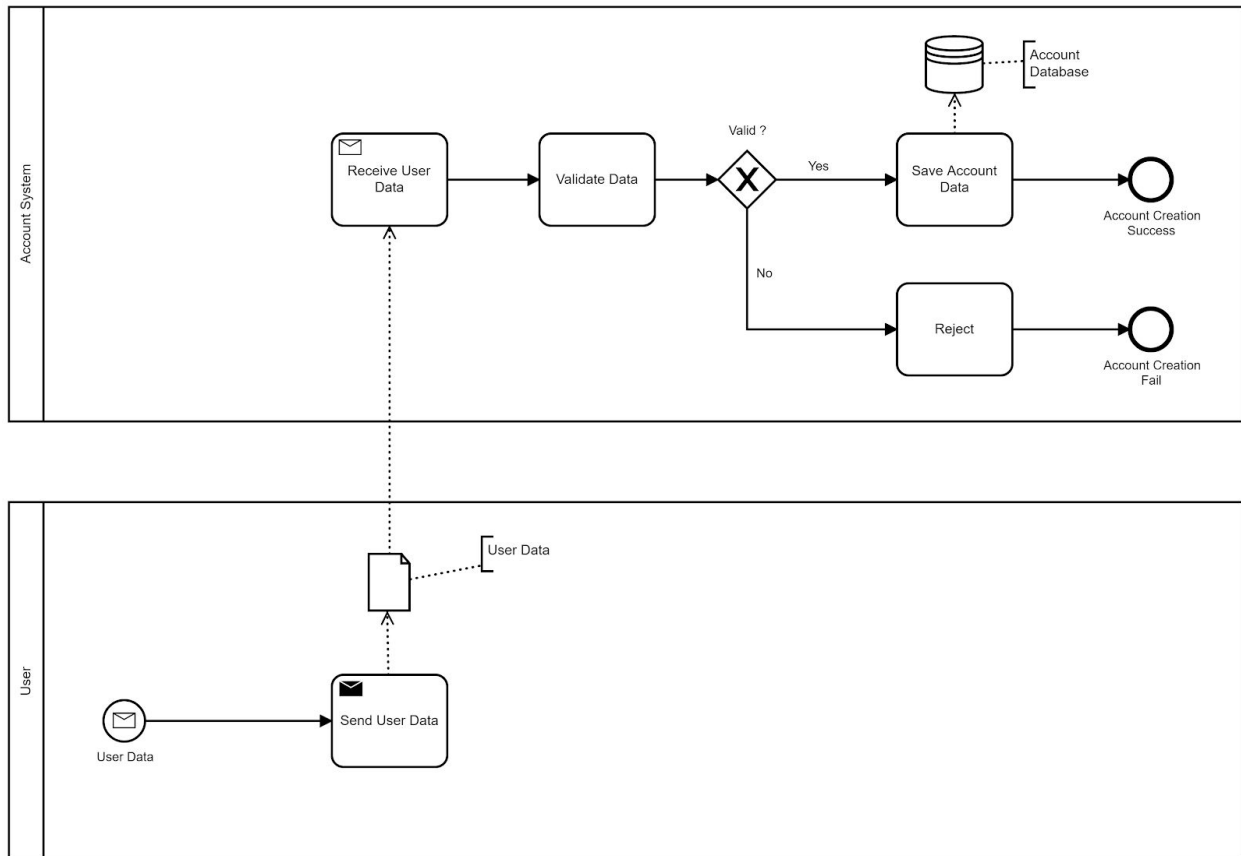 Account System
Account
Database
Valid ?
Receive User
Data
Validate Data
Yes
Save Account
Data
Account Creation
Success
No
Reject
Account Creation
Fail
User
User Data
Send User Data
User Data